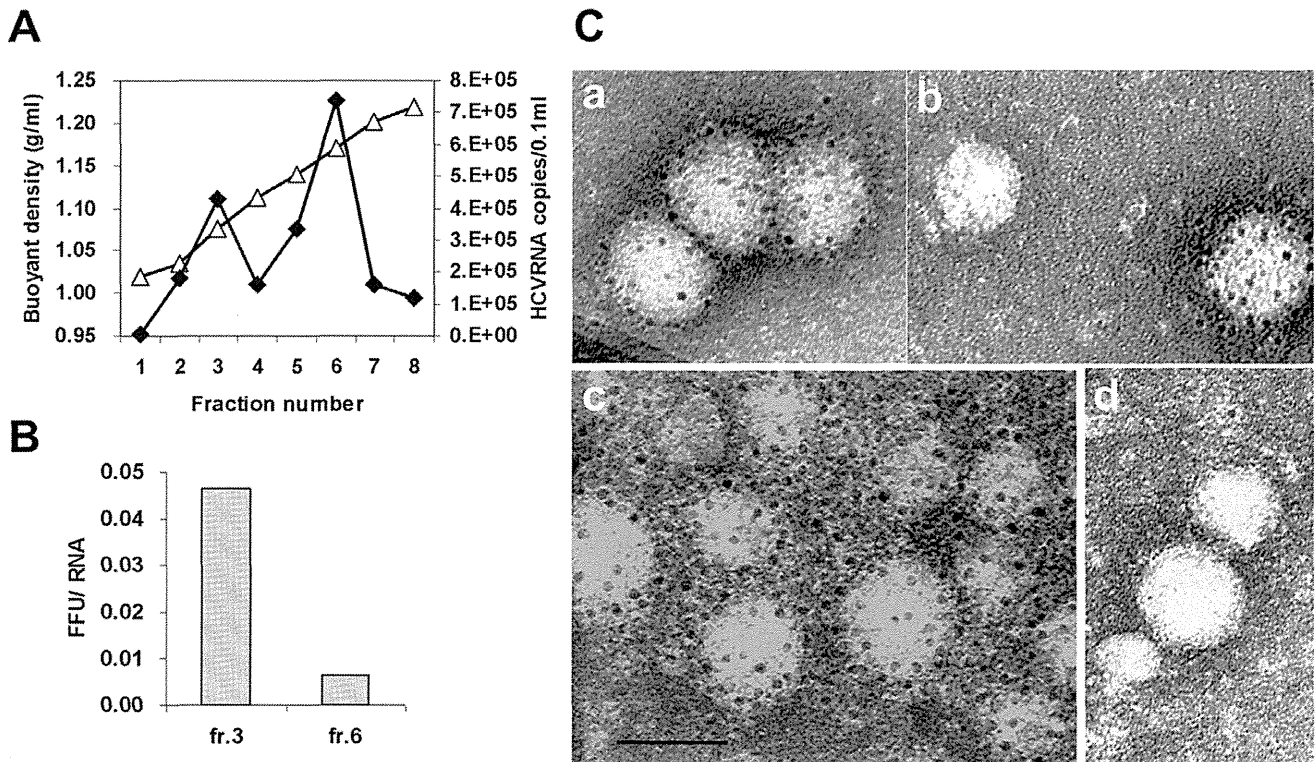 A
1.25
1.20
1.15
1.10
1.05
1.00
0.95
Buoyant density (g/ml)
8.E+05
7.E+05
6.E+05
5.E+05
4.E+05
3.E+05
2.E+05
1.E+05
0.E+00
HCVRNA copies/0.1ml
1 2 3 4 5 6 7 8
Fraction number
B
0.05
0.04
0.03
0.02
0.01
0.00
FFU/ RNA
fr.3 fr.6
C
a
b
c
d